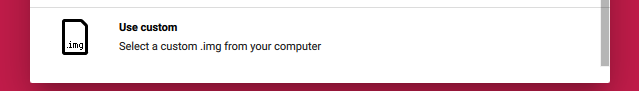 Use custom
.img
Select a custom .img from your computer